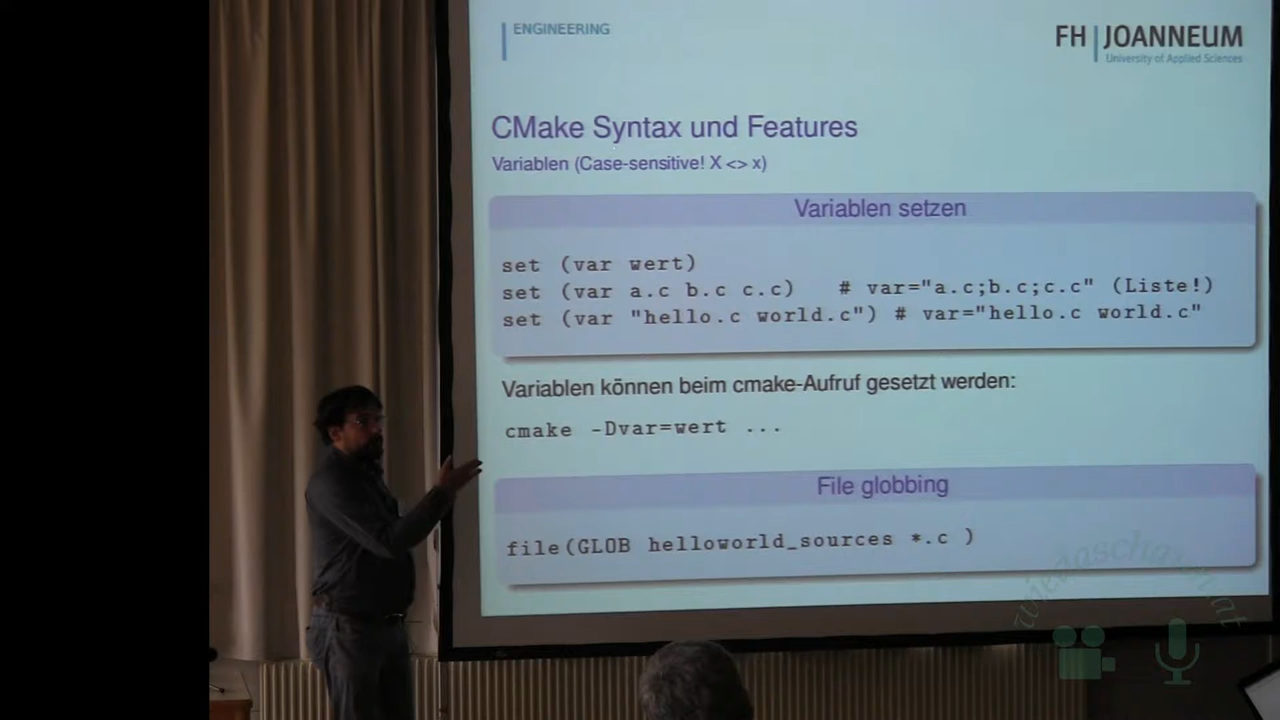 ENGINEERING
FH JOANNEUM
University of Applied Sciences
CMake Syntax und Features
Variablen (Case-sensitive! X <> x)
Variablen setzen
set (var wert)
set (var a.c b.c c.c) # var="a.c;b.c;c.c" (Liste!)
set (var "hello.c world.c") # var="hello.c world.c"
Variablen können beim cmake-Aufruf gesetzt werden:
cmake -Dvar=wert ...
File globbing
file(GLOB helloworld_sources *.c )